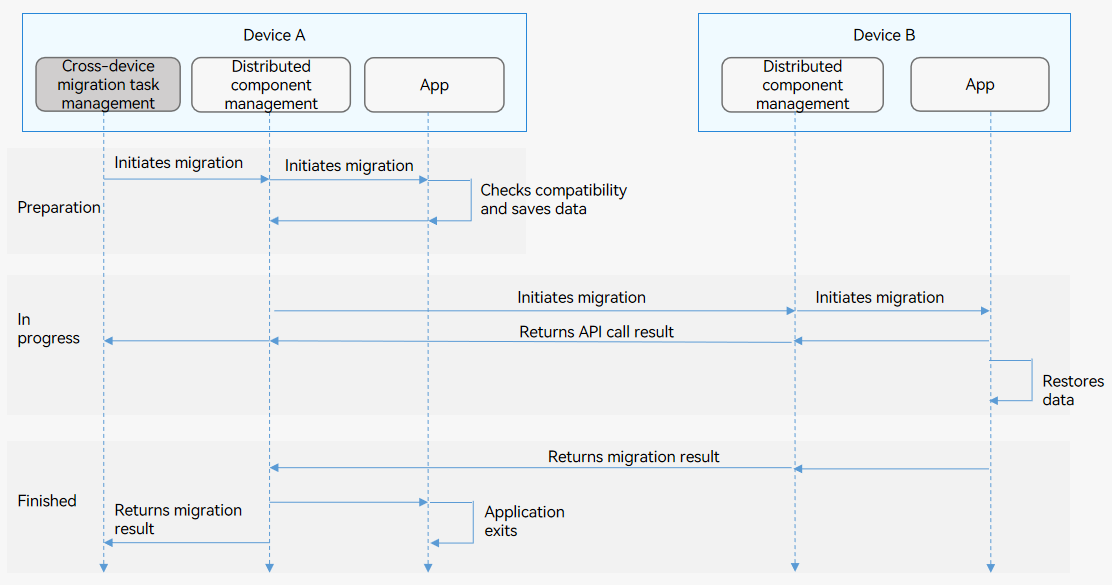 Device A
Device B
Cross-device
migration task
management
Distributed
component
management
App
Distributed
component
management
App
Initiates migration
Initiates migration
Checks compatibility
and saves data
Preparation
Initiates migration
Initiates migration
In
progress
Returns API call result
Restores
data
Returns migration result
Finished
Returns migration
result
Application
exits